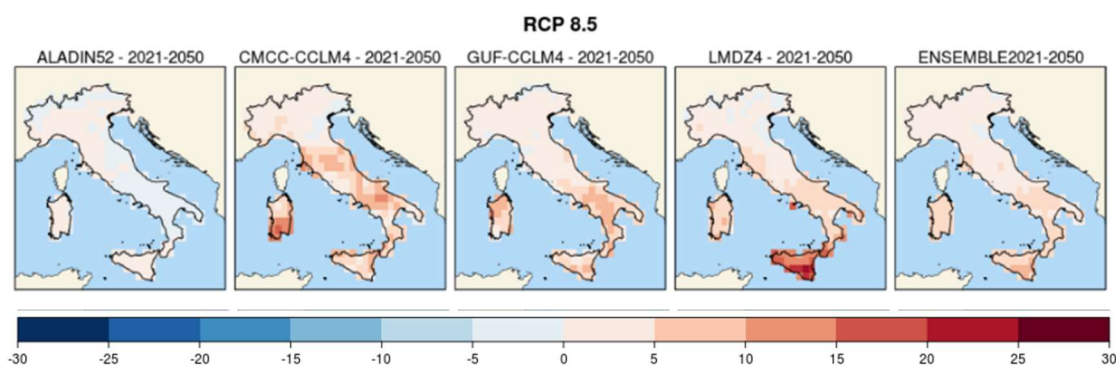 RCP 8.5
ALADIN52 - 2021-2050 CMCC-CCLM4 - 2021-2050 GUF-CCLM4 - 2021-2050 LMDZ4 - 2021-2050 ENSEMBLE2021-2050
-30 -25 -20 -15 -10 -5 0 5 10 15 20 25 30